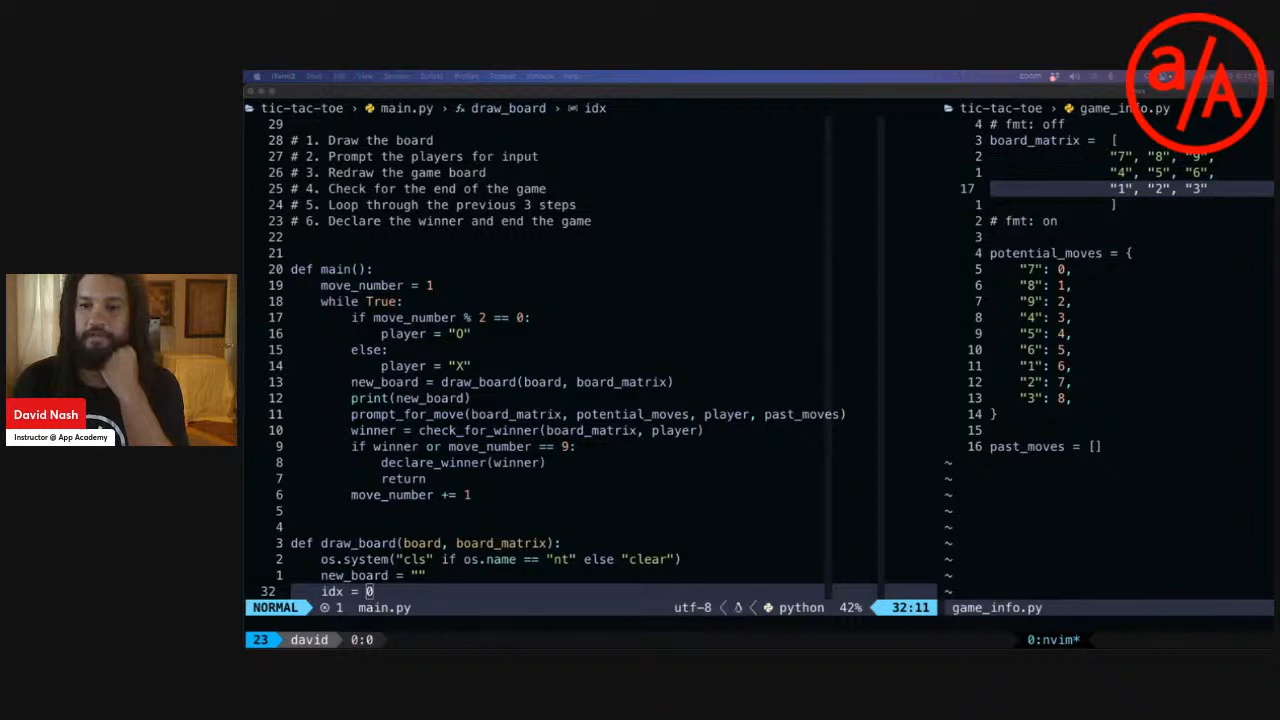 a/A
iTerm2 Shell Edit View Session Scripts Profiles Toolbelt Window Help
zoom
tic-tac-toe › main.py › draw_board › idx
29
28 # 1. Draw the board
27 # 2. Prompt the players for input
26 # 3. Redraw the game board
25 # 4. Check for the end of the game
24 # 5. Loop through the previous 3 steps
23 # 6. Declare the winner and end the game
22
21
20 def main():
19 move_number = 1
18 while True:
17 if move_number % 2 == 0:
16 player = "O"
15 else:
14 player = "X"
13 new_board = draw_board(board, board_matrix)
12 print(new_board)
11 prompt_for_move(board_matrix, potential_moves, player, past_moves)
10 winner = check_for_winner(board_matrix, player)
9 if winner or move_number == 9:
8 declare_winner(winner)
7 return
6 move_number += 1
5
4
3 def draw_board(board, board_matrix):
2 os.system("cls" if os.name == "nt" else "clear")
1 new_board = ""
32 idx = 0
NORMAL 1 main.py utf-8 python 42% 32:11
tic-tac-toe › game_info.py
4 # fmt: off
3 board_matrix = [
2 "7", "8", "9",
1 "4", "5", "6",
17 "1", "2", "3"
1 ]
2 # fmt: on
3
4 potential_moves = {
5 "7": 0,
6 "8": 1,
7 "9": 2,
8 "4": 3,
9 "5": 4,
10 "6": 5,
11 "1": 6,
12 "2": 7,
13 "3": 8,
14 }
15
16 past_moves = []
~
~
~
~
~
~
~
~
~
game_info.py
23 david 0:0 0:nvim*
David Nash
Instructor @ App Academy